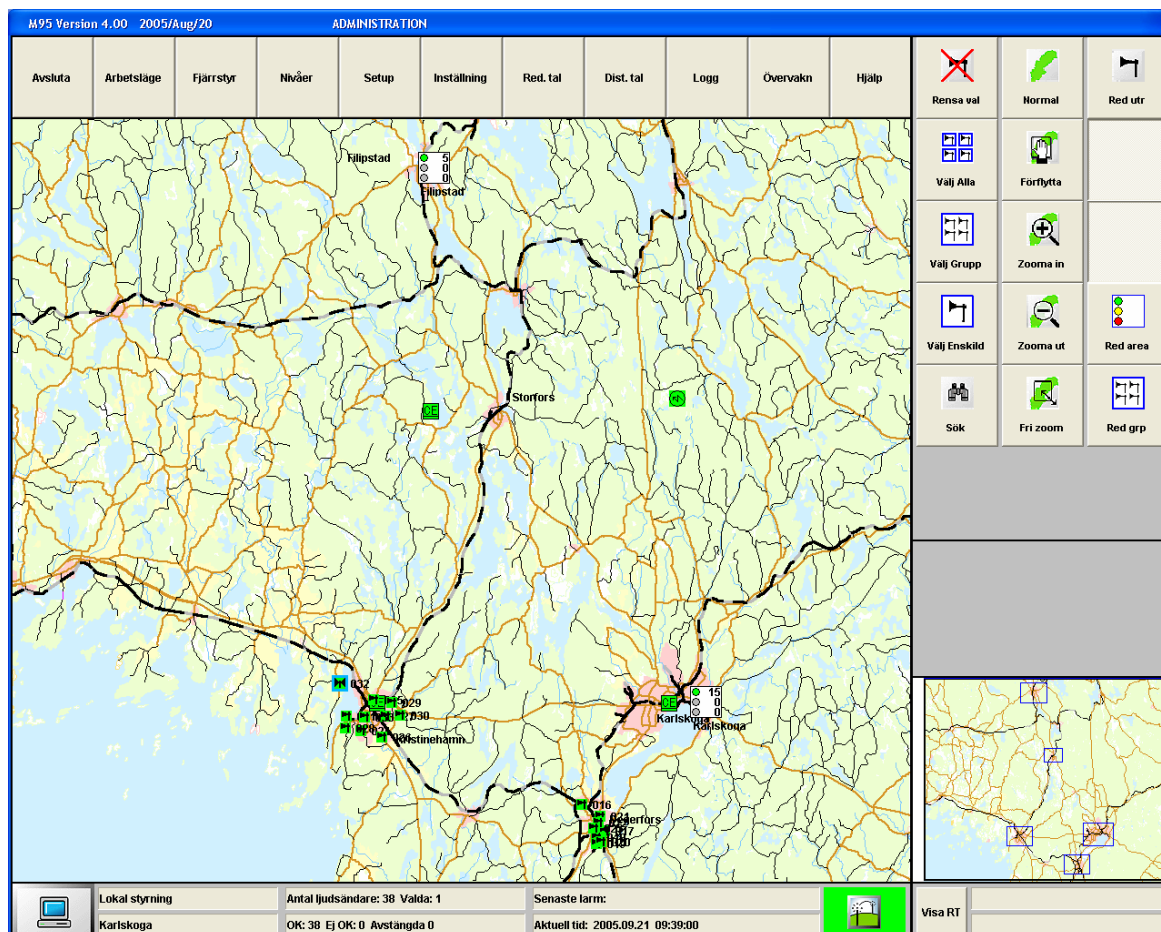 M95 Version 4.00 2005/Aug/20 ADMINISTRATION
Avsluta Arbetsläge Fjärrstyr Nivåer Setup Inställning Red. tal Dist. tal Logg Övervakn Hjälp
Rensa val Normal Red utr
Välj Alla Förflytta
Välj Grupp Zooma in
Välj Enskild Zooma ut Red area
Sök Fri zoom Red grp
Filipstad
5
0
0
Filipstad
Storfors
CE
032
029
030
Kristinehamn
CE
15
0
0
Karlskoga
Karlskoga
016
Lokal styrning Antal ljudsändare: 38 Valda: 1 Senaste larm:
Visa RT
Karlskoga OK: 38 Ej OK: 0 Avstängda 0 Aktuell tid: 2005.09.21 09:39:00